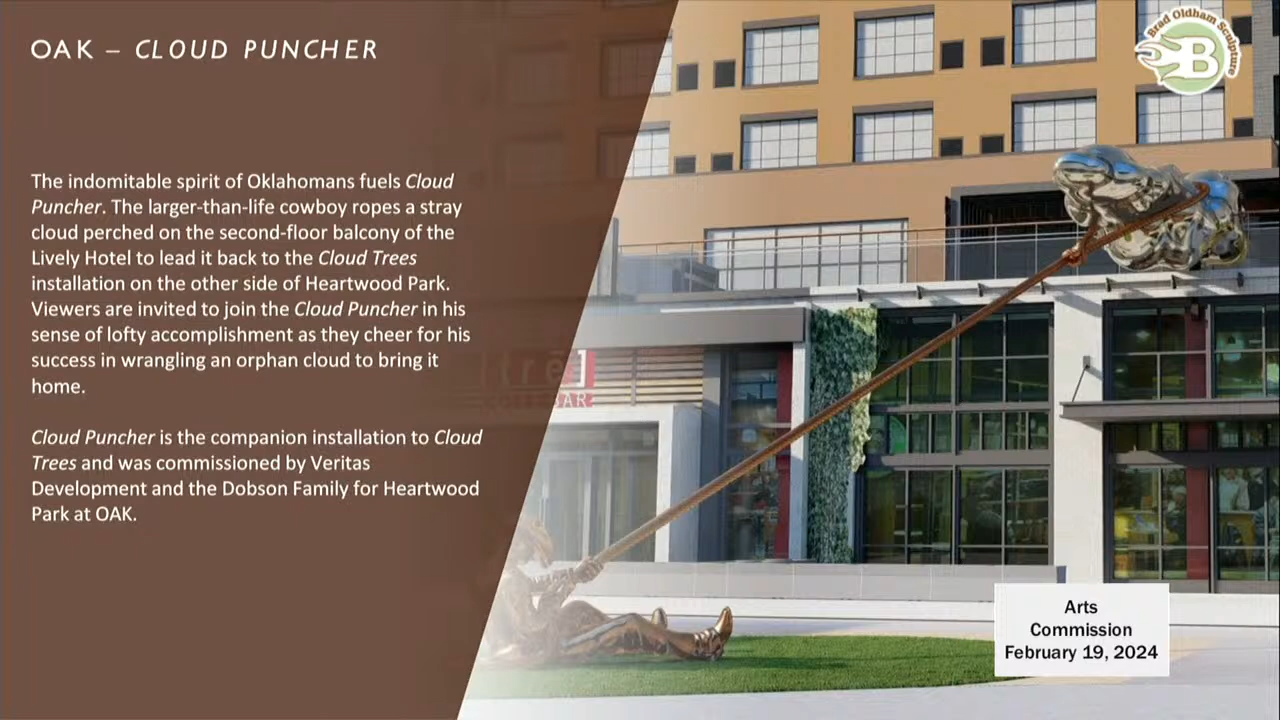 OAK – CLOUD PUNCHER
Brad Oldham Sculpture
B
The indomitable spirit of Oklahomans fuels Cloud
Puncher. The larger-than-life cowboy ropes a stray
cloud perched on the second-floor balcony of the
Lively Hotel to lead it back to the Cloud Trees
installation on the other side of Heartwood Park.
Viewers are invited to join the Cloud Puncher in his
sense of lofty accomplishment as they cheer for his
success in wrangling an orphan cloud to bring it
home.
Cloud Puncher is the companion installation to Cloud
Trees and was commissioned by Veritas
Development and the Dobson Family for Heartwood
Park at OAK.
[trē]
BAR
Arts
Commission
February 19, 2024